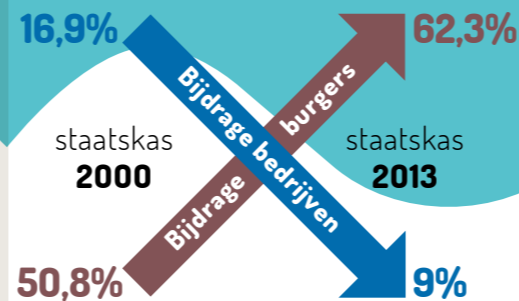 16,9%
62,3%
Bijdrage bedrijven
Bijdrage burgers
staatskas
2000
staatskas
2013
50,8%
9%